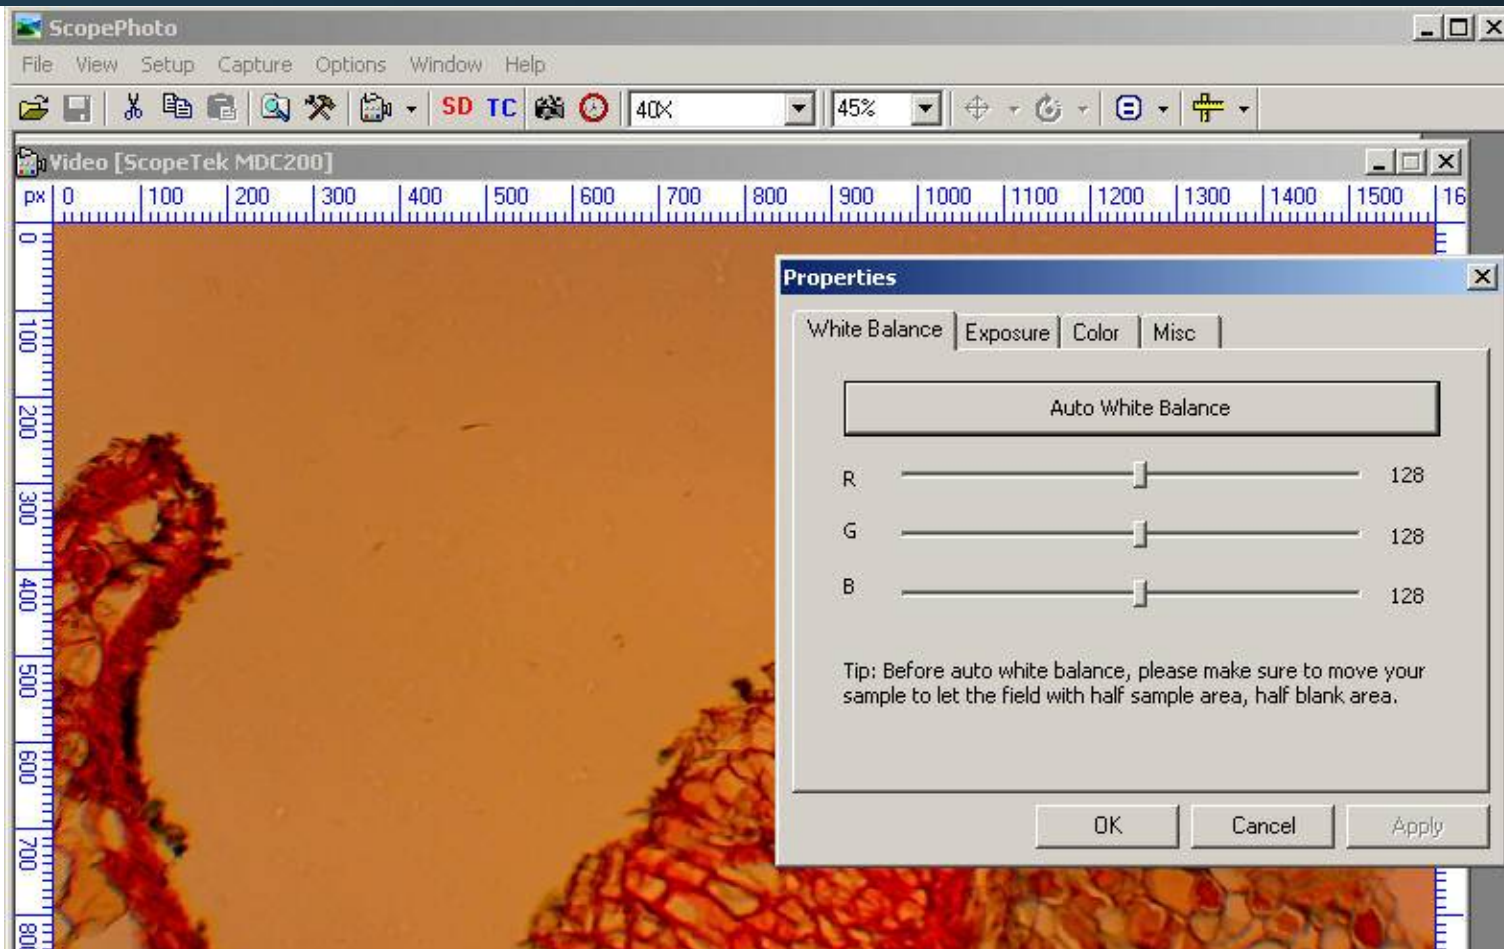 ScopePhoto
File View Setup Capture Options Window Help
SD TC 40X 45%
Video [ScopeTek MDC200]
px 0 100 200 300 400 500 600 700 800 900 1000 1100 1200 1300 1400 1500 16
0
100
200
300
400
500
600
700
800
Properties
White Balance Exposure Color Misc
Auto White Balance
R 128
G 128
B 128
Tip: Before auto white balance, please make sure to move your
sample to let the field with half sample area, half blank area.
OK Cancel Apply